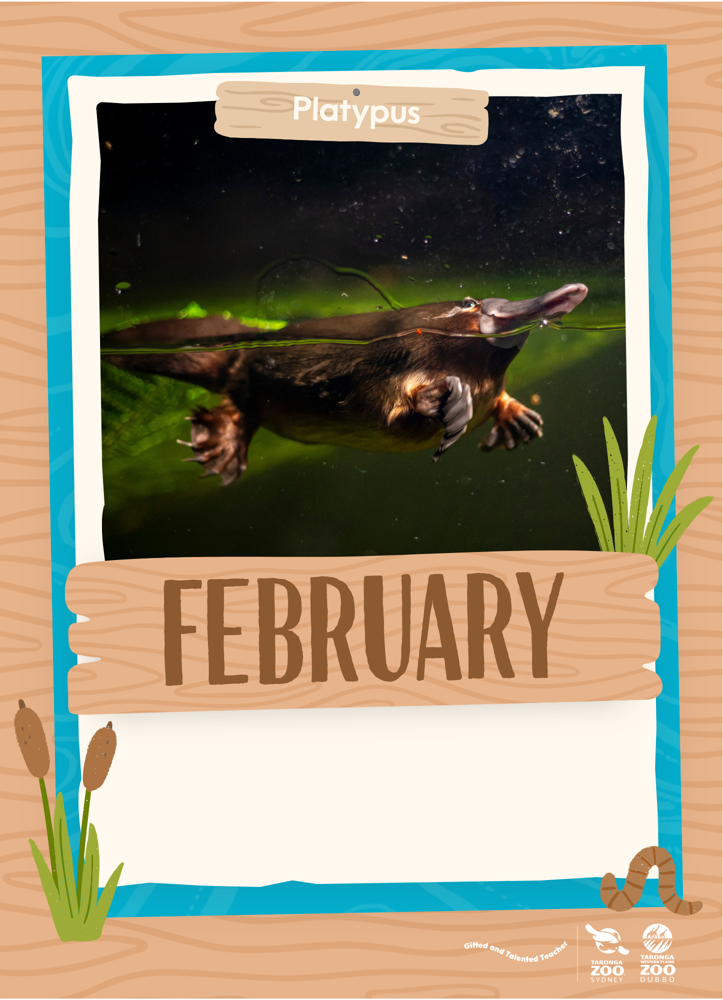 Platypus
FEBRUARY
Gifted and Talented Teacher
TARONGA
ZOO
SYDNEY
TARONGA
WESTERN PLAINS
ZOO
DUBBO